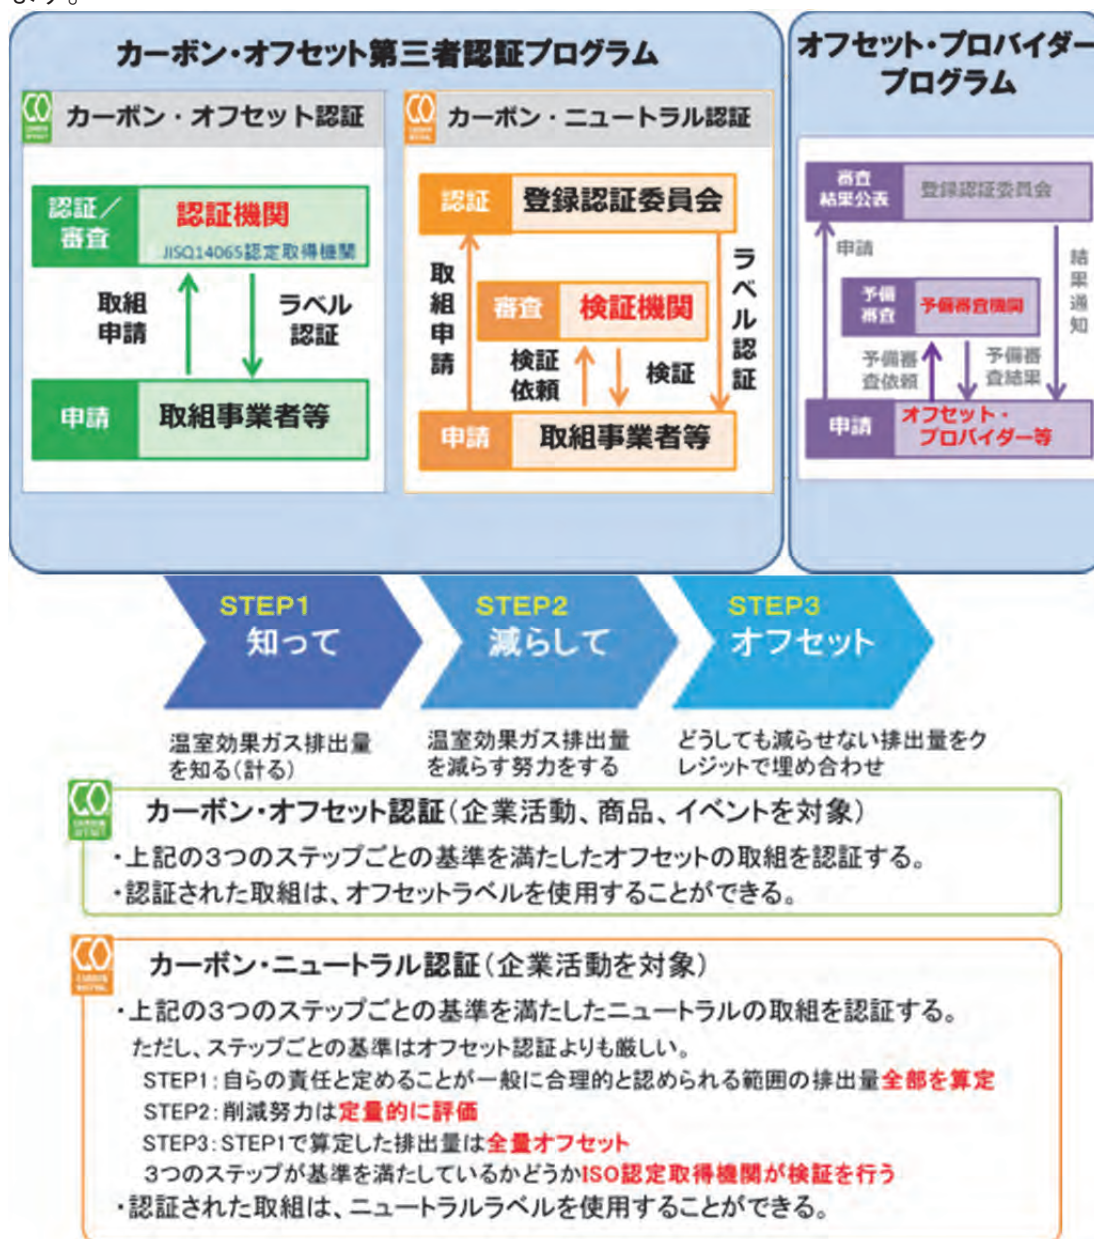 ます。
カーボン・オフセット第三者認証プログラム
カーボン・オフセット認証
認証／
審査
認証機関
JISQ14065認定取得機関
取組
申請
ラベル
認証
申請
取組事業者等
カーボン・ニュートラル認証
認証
登録認証委員会
取組申請
審査
検証機関
ラベル認証
検証
依頼
検証
申請
取組事業者等
オフセット・プロバイダー
プログラム
審査
結果公表
登録認証委員会
申請
予備
審査
予備審査機関
結果通知
予備審
査依頼
予備審
査結果
申請
オフセット・
プロバイダー等
STEP1
知って
STEP2
減らして
STEP3
オフセット
温室効果ガス排出量
を知る(計る)
温室効果ガス排出量
を減らす努力をする
どうしても減らせない排出量をク
レジットで埋め合わせ
CO
カーボン・オフセット認証(企業活動、商品、イベントを対象)
・上記の３つのステップごとの基準を満たしたオフセットの取組を認証する。
・認証された取組は、オフセットラベルを使用することができる。
CO
カーボン・ニュートラル認証(企業活動を対象)
・上記の３つのステップごとの基準を満たしたニュートラルの取組を認証する。
ただし、ステップごとの基準はオフセット認証よりも厳しい。
STEP1：自らの責任と定めることが一般に合理的と認められる範囲の排出量全部を算定
STEP2：削減努力は定量的に評価
STEP3：STEP1で算定した排出量は全量オフセット
３つのステップが基準を満たしているかどうかISO認定取得機関が検証を行う
・認証された取組は、ニュートラルラベルを使用することができる。